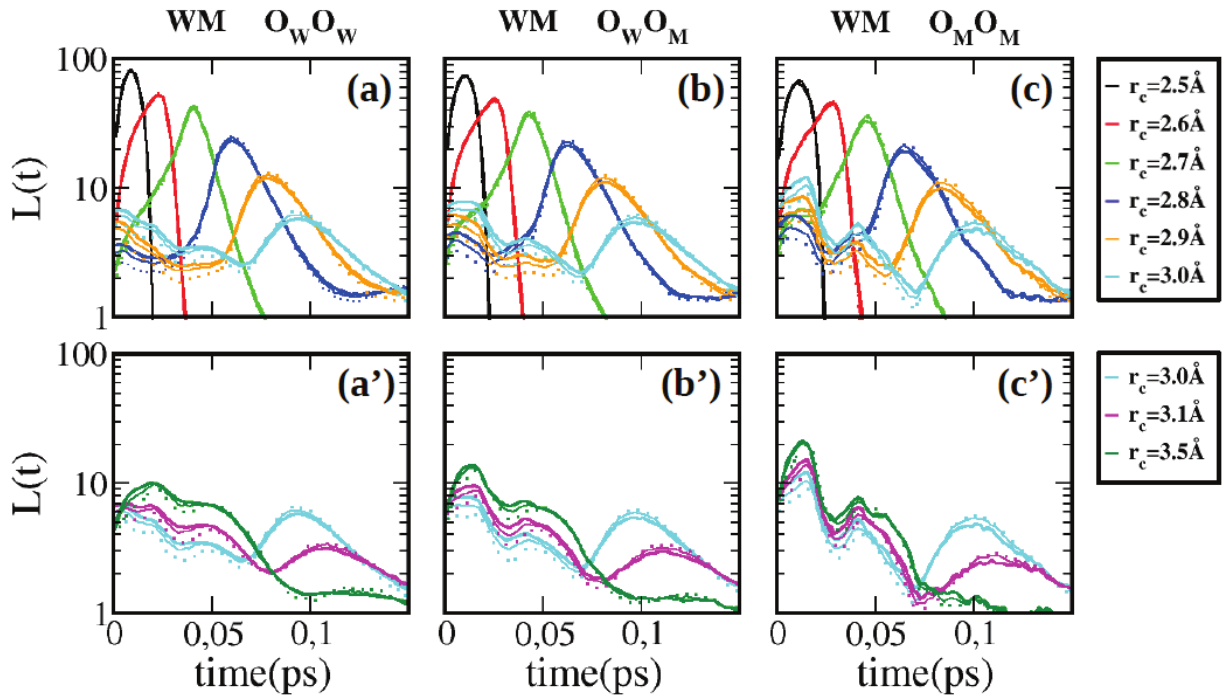 WM O_WO_W WM O_WO_M WM O_MO_M
100
10
1
L(t)
(a)
(b)
(c)
r_c=2.5Å
r_c=2.6Å
r_c=2.7Å
r_c=2.8Å
r_c=2.9Å
r_c=3.0Å
100
10
1
L(t)
(a')
(b')
(c')
r_c=3.0Å
r_c=3.1Å
r_c=3.5Å
0 0,05 0,1 0 0,05 0,1 0 0,05 0,1
time(ps) time(ps) time(ps)